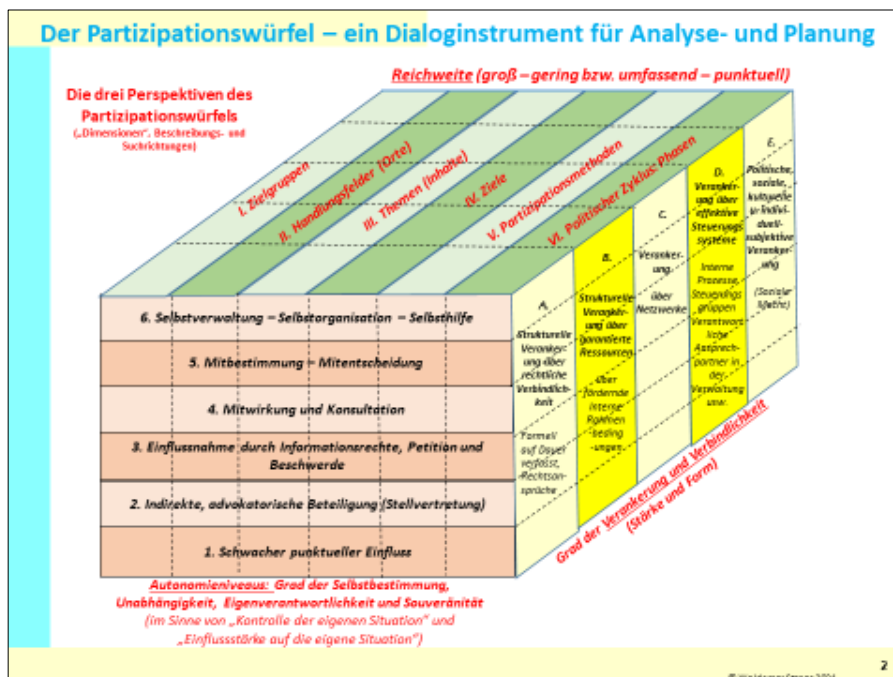 Der Partizipationswürfel – ein Dialoginstrument für Analyse- und Planung
Reichweite (groß – gering bzw. umfassend – punktuell)
Die drei Perspektiven des
Partizipationswürfels
(„Dimensionen“, Beschreibungs- und
Suchrichtungen)
I. Zielgruppen
II. Handlungsfelder (Orte)
III. Themen (Inhalte)
IV. Ziele
V. Partizipationsmethoden
VI. Politischer Zyklus: Phasen
6. Selbstverwaltung – Selbstorganisation – Selbsthilfe
5. Mitbestimmung – Mitentscheidung
4. Mitwirkung und Konsultation
3. Einflussnahme durch Informationsrechte, Petition und
Beschwerde
2. Indirekte, advokatorische Beteiligung (Stellvertretung)
1. Schwacher punktueller Einfluss
A.
Strukturelle
Veranker-
ung über
rechtliche
Verbindlich-
keit
Formell
auf Dauer
verfasst,
Rechtsan-
sprüche
B.
Strukturelle
Veranker-
ung über
garantierte
Ressourcen
über
fördernde
interne
Rahmen
-beding
-ungen
C.
Veranker-
ung
über
Netzwerke
D.
Veranker-
ung über
effektive
Steuerungs
systeme
Interne
Prozesse,
Steuerungs
gruppen
Verantwort-
liche
Ansprech-
partner in
der
Verwaltung
usw.
E.
Politische,
soziale,
kulturelle
u. indivi-
duell-
subjektive
Veranker-
ung
(Soziale
Macht)
Grad der Verankerung und Verbindlichkeit
(Stärke und Form)
Autonomieniveaus: Grad der Selbstbestimmung,
Unabhängigkeit, Eigenverantwortlichkeit und Souveränität
(im Sinne von „Kontrolle der eigenen Situation“ und
„Einflussstärke auf die eigene Situation“)
2